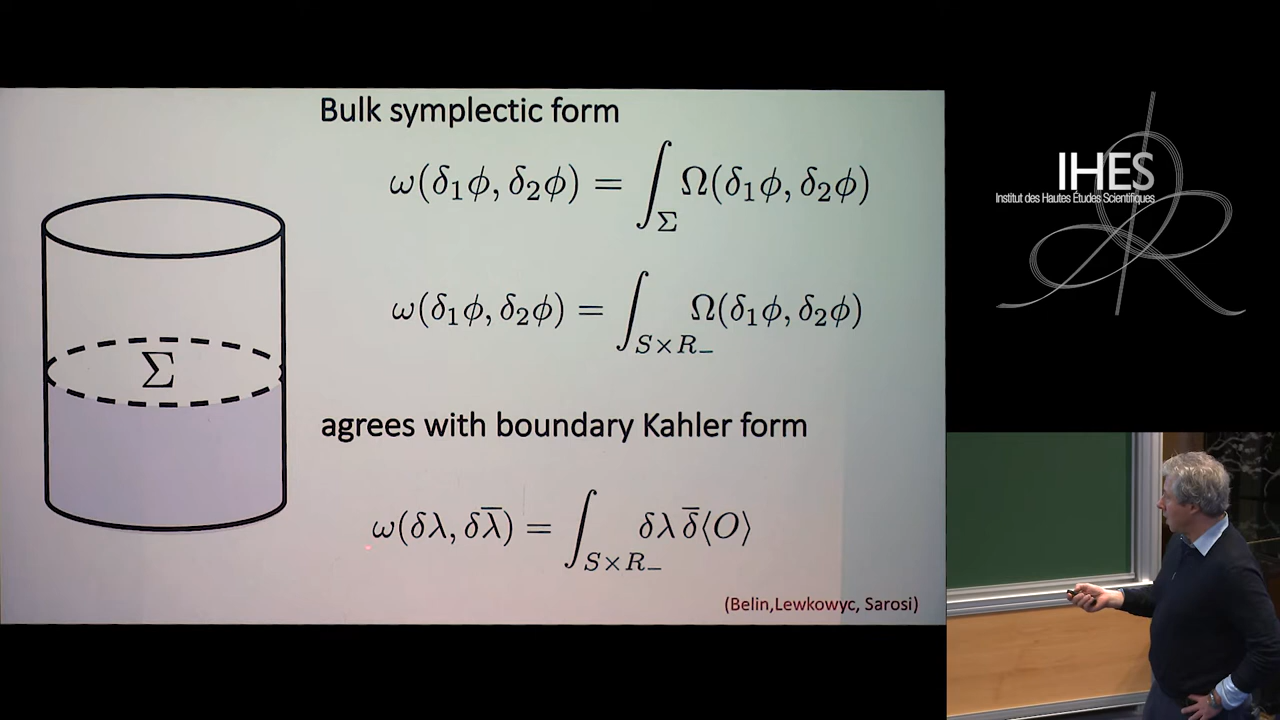 Bulk symplectic form
ω(δ₁ϕ, δ₂ϕ) = ∫_Σ Ω(δ₁ϕ, δ₂ϕ)
ω(δ₁ϕ, δ₂ϕ) = ∫_{S×R₋} Ω(δ₁ϕ, δ₂ϕ)
Σ
agrees with boundary Kahler form
ω(δλ, δλ̅) = ∫_{S×R₋} δλ δ̅⟨O⟩
(Belin,Lewkowyc, Sarosi)
IHES
Institut des Hautes Études Scientifiques